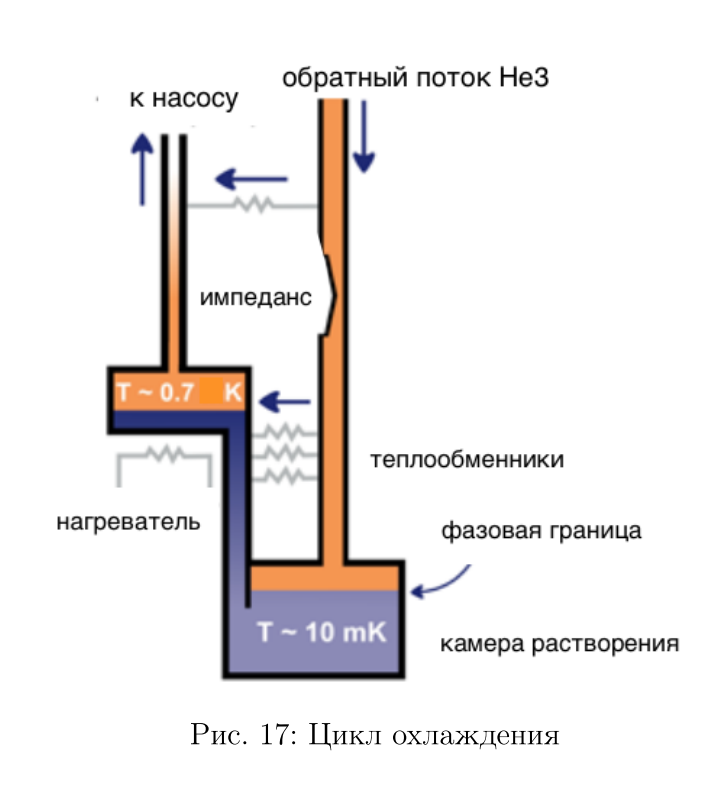 обратный поток He3
к насосу
импеданс
T ~ 0.7 K
теплообменники
нагреватель
фазовая граница
T ~ 10 mK
камера растворения
Рис. 17: Цикл охлаждения